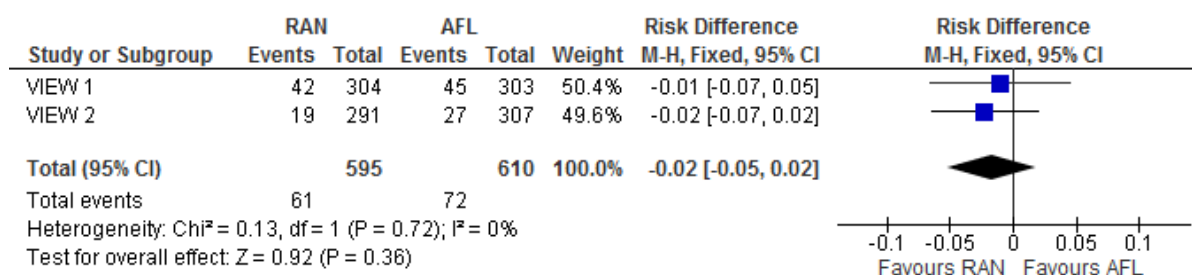 RAN AFL Risk Difference Risk Difference
Study or Subgroup Events Total Events Total Weight M-H, Fixed, 95% CI M-H, Fixed, 95% CI
VIEW 1 42 304 45 303 50.4% -0.01 [-0.07, 0.05]
VIEW 2 19 291 27 307 49.6% -0.02 [-0.07, 0.02]
Total (95% CI) 595 610 100.0% -0.02 [-0.05, 0.02]
Total events 61 72
Heterogeneity: Chi² = 0.13, df = 1 (P = 0.72); I² = 0%
Test for overall effect: Z = 0.92 (P = 0.36)
-0.1 -0.05 0 0.05 0.1
Favours RAN Favours AFL